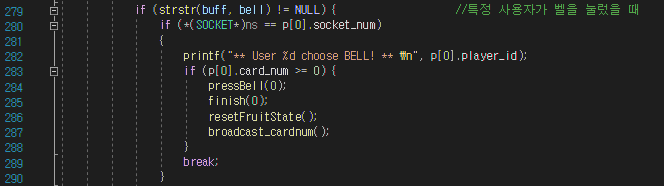 279 if (strstr(buff, bell) != NULL) { //특정 사용자가 벨을 눌렀을 때
280 if (*(SOCKET*)ns == p[0].socket_num)
281 {
282 printf("** User %d choose BELL! ** ₩n", p[0].player_id);
283 if (p[0].card_num >= 0) {
284 pressBell(0);
285 finish(0);
286 resetFruitState();
287 broadcast_cardnum();
288 }
289 break;
290 }